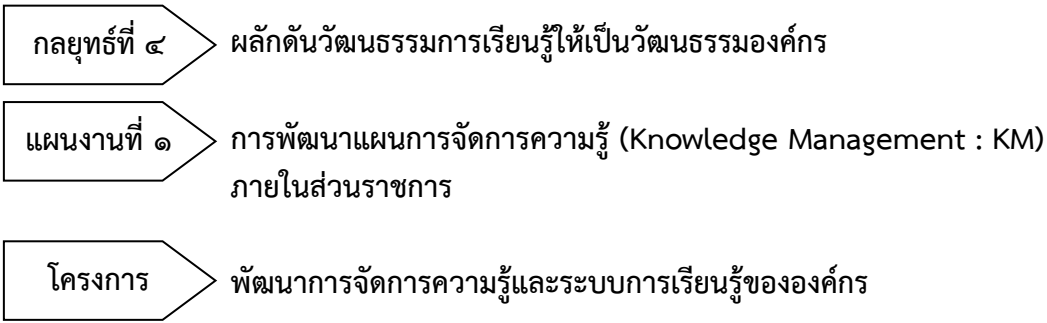 กลยุทธ์ที่ ๔ ผลักดันวัฒนธรรมการเรียนรู้ให้เป็นวัฒนธรรมองค์กร
แผนงานที่ ๑ การพัฒนาแผนการจัดการความรู้ (Knowledge Management : KM)
ภายในส่วนราชการ
โครงการ พัฒนาการจัดการความรู้และระบบการเรียนรู้ขององค์กร